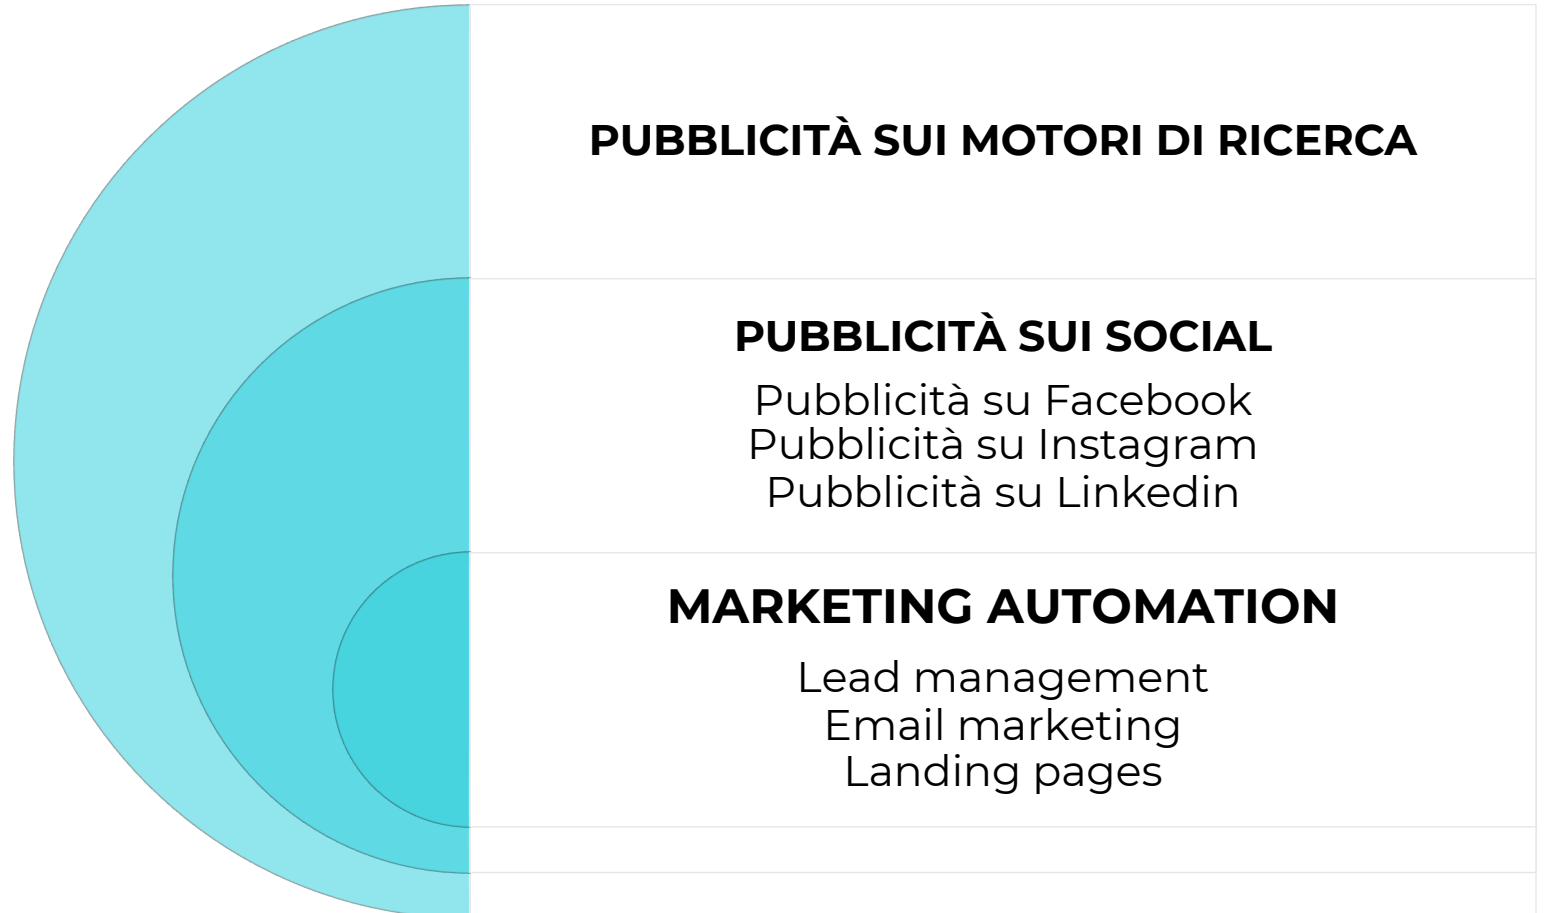 PUBBLICITÀ SUI MOTORI DI RICERCA
PUBBLICITÀ SUI SOCIAL
Pubblicità su Facebook
Pubblicità su Instagram
Pubblicità su Linkedin
MARKETING AUTOMATION
Lead management
Email marketing
Landing pages